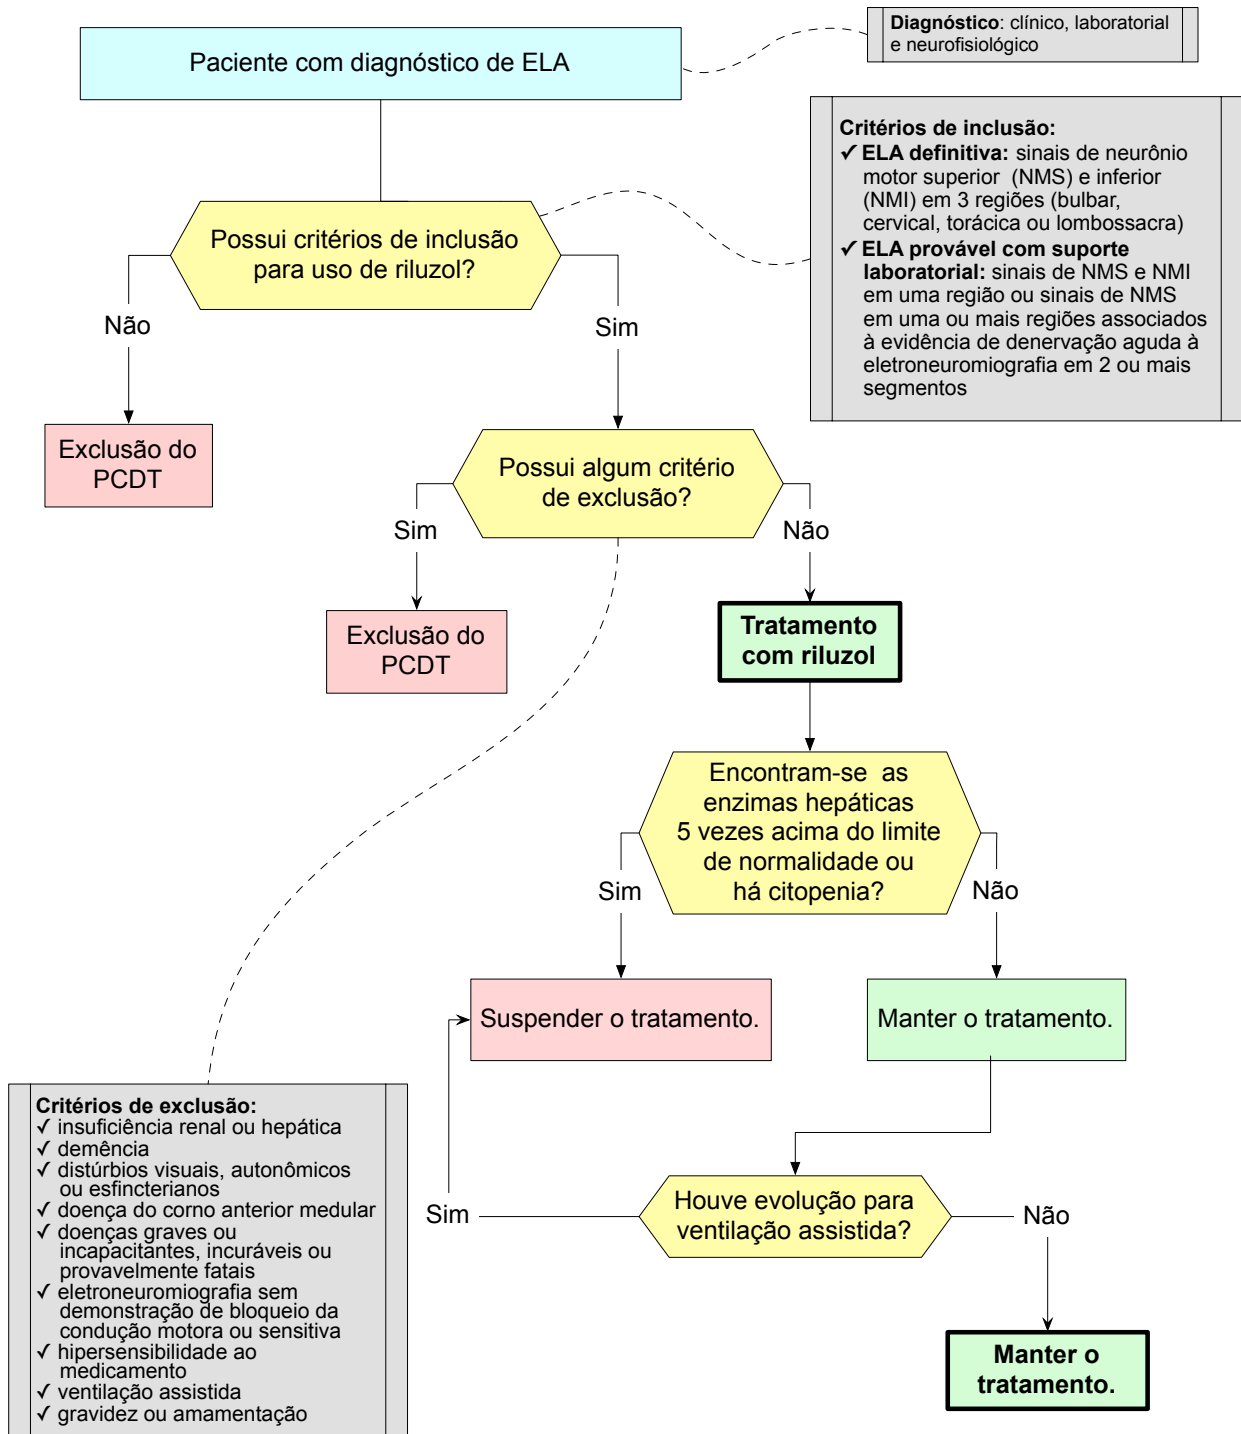 Diagnóstico: clínico, laboratorial
e neurofisiológico
Paciente com diagnóstico de ELA
Critérios de inclusão:
✓ ELA definitiva: sinais de neurônio
motor superior (NMS) e inferior
(NMI) em 3 regiões (bulbar,
cervical, torácica ou lombossacra)
✓ ELA provável com suporte
laboratorial: sinais de NMS e NMI
em uma região ou sinais de NMS
em uma ou mais regiões associados
à evidência de denervação aguda à
eletroneuromiografia em 2 ou mais
segmentos
Possui critérios de inclusão
para uso de riluzol?
Não
Sim
Exclusão do
PCDT
Possui algum critério
de exclusão?
Sim
Não
Exclusão do
PCDT
Tratamento
com riluzol
Encontram-se as
enzimas hepáticas
5 vezes acima do limite
de normalidade ou
há citopenia?
Sim
Não
Suspender o tratamento.
Manter o tratamento.
Critérios de exclusão:
✓ insuficiência renal ou hepática
✓ demência
✓ distúrbios visuais, autonômicos
ou esfincterianos
✓ doença do corno anterior medular
✓ doenças graves ou
incapacitantes, incuráveis ou
provavelmente fatais
✓ eletroneuromiografia sem
demonstração de bloqueio da
condução motora ou sensitiva
✓ hipersensibilidade ao
medicamento
✓ ventilação assistida
✓ gravidez ou amamentação
Houve evolução para
ventilação assistida?
Sim
Não
Manter o
tratamento.